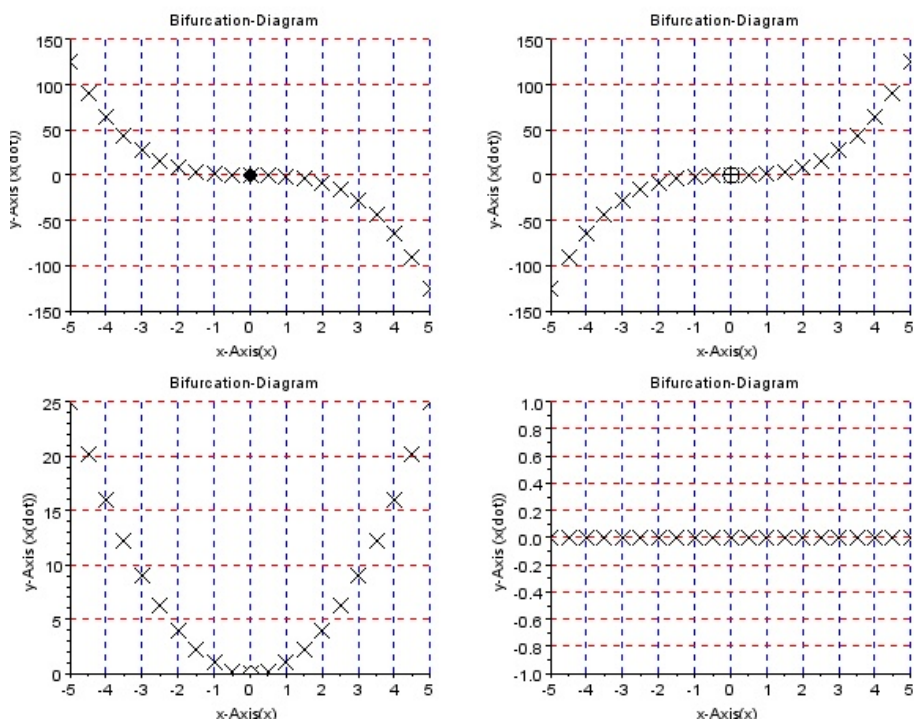 Bifurcation-Diagram
150
100
50
0
-50
-100
-150
y-Axis (x(dot))
-5 -4 -3 -2 -1 0 1 2 3 4 5
x-Axis(x)
Bifurcation-Diagram
150
100
50
0
-50
-100
-150
y-Axis (x(dot))
-5 -4 -3 -2 -1 0 1 2 3 4 5
x-Axis(x)
Bifurcation-Diagram
25
20
15
10
5
0
y-Axis (x(dot))
-5 -4 -3 -2 -1 0 1 2 3 4 5
x-Axis(x)
Bifurcation-Diagram
1.0
0.8
0.6
0.4
0.2
0.0
-0.2
-0.4
-0.6
-0.8
-1.0
y-Axis (x(dot))
-5 -4 -3 -2 -1 0 1 2 3 4 5
x-Axis(x)